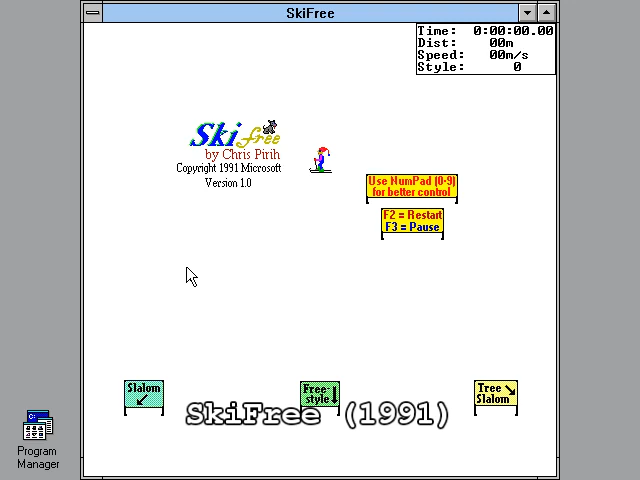 SkiFree
Time: 0:00:00.00
Dist: 00m
Speed: 00m/s
Style: 0
Ski free
by Chris Pirih
Copyright 1991 Microsoft
Version 1.0
Use NumPad (0-9)
for better control
F2 = Restart
F3 = Pause
Slalom
Free-
style
Tree
Slalom
SkiFree (1991)
C:\
Program
Manager